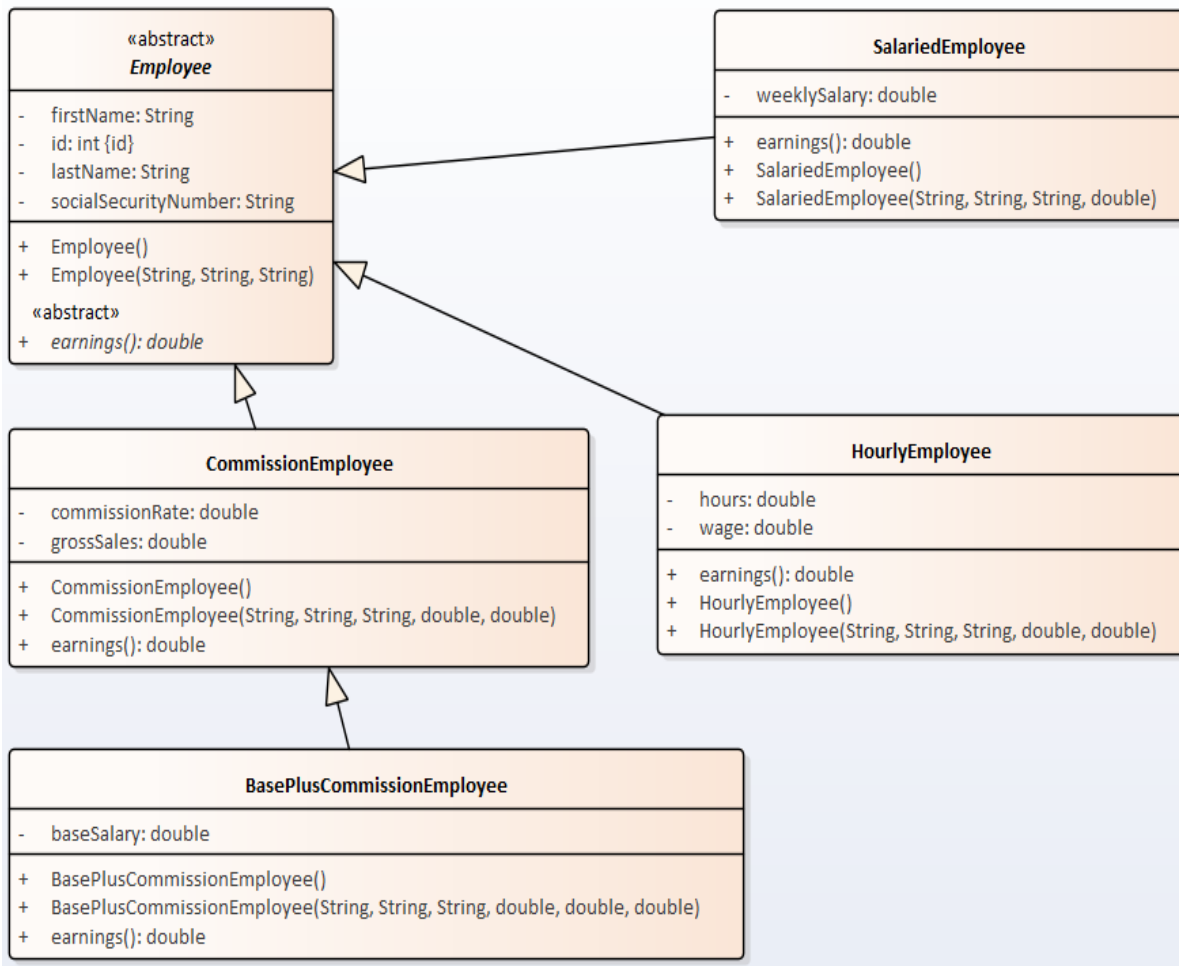 «abstract»
Employee
- firstName: String
- id: int {id}
- lastName: String
- socialSecurityNumber: String
+ Employee()
+ Employee(String, String, String)
«abstract»
+ earnings(): double
SalariedEmployee
- weeklySalary: double
+ earnings(): double
+ SalariedEmployee()
+ SalariedEmployee(String, String, String, double)
CommissionEmployee
- commissionRate: double
- grossSales: double
+ CommissionEmployee()
+ CommissionEmployee(String, String, String, double, double)
+ earnings(): double
HourlyEmployee
- hours: double
- wage: double
+ earnings(): double
+ HourlyEmployee()
+ HourlyEmployee(String, String, String, double, double)
BasePlusCommissionEmployee
- baseSalary: double
+ BasePlusCommissionEmployee()
+ BasePlusCommissionEmployee(String, String, String, double, double, double)
+ earnings(): double